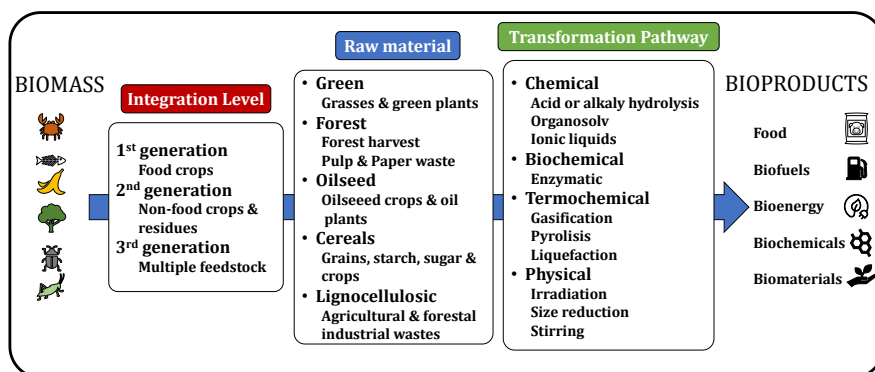 BIOMASS
Integration Level
1st generation
Food crops
2nd generation
Non-food crops &
residues
3rd generation
Multiple feedstock
Raw material
• Green
Grasses & green plants
• Forest
Forest harvest
Pulp & Paper waste
• Oilseed
Oilseeed crops & oil
plants
• Cereals
Grains, starch, sugar &
crops
• Lignocellulosic
Agricultural & forestal
industrial wastes
Transformation Pathway
• Chemical
Acid or alkaly hydrolysis
Organosolv
Ionic liquids
• Biochemical
Enzymatic
• Termochemical
Gasification
Pyrolisis
Liquefaction
• Physical
Irradiation
Size reduction
Stirring
BIOPRODUCTS
Food
Biofuels
Bioenergy
Biochemicals
Biomaterials